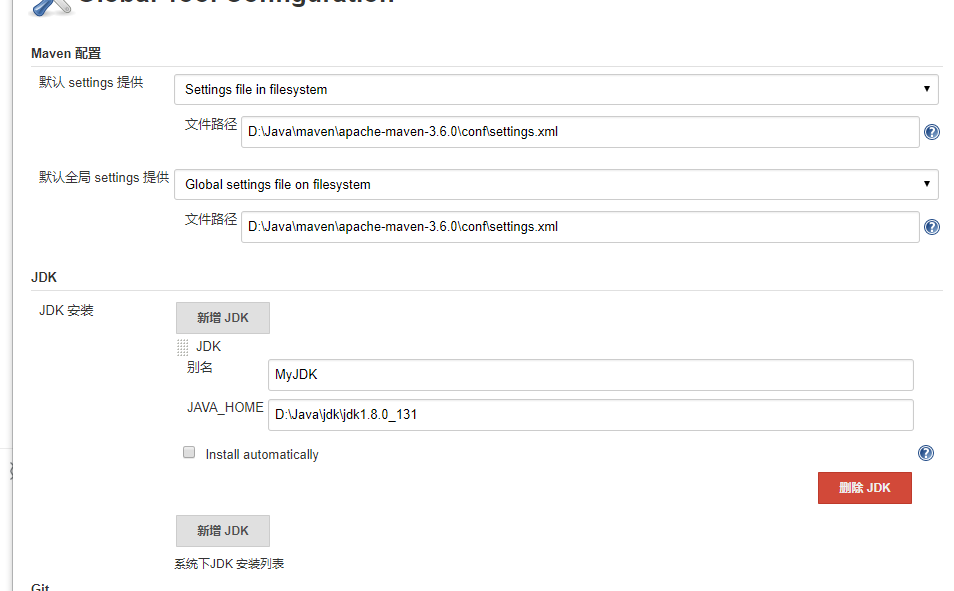 Global Tool Configuration
Maven 配置
默认 settings 提供
Settings file in filesystem
文件路径
D:\Java\maven\apache-maven-3.6.0\conf\settings.xml
默认全局 settings 提供
Global settings file on filesystem
文件路径
D:\Java\maven\apache-maven-3.6.0\conf\settings.xml
JDK
JDK 安装
新增 JDK
JDK
别名
MyJDK
JAVA_HOME
D:\Java\jdk\jdk1.8.0_131
Install automatically
删除 JDK
新增 JDK
系统下JDK 安装列表
Git